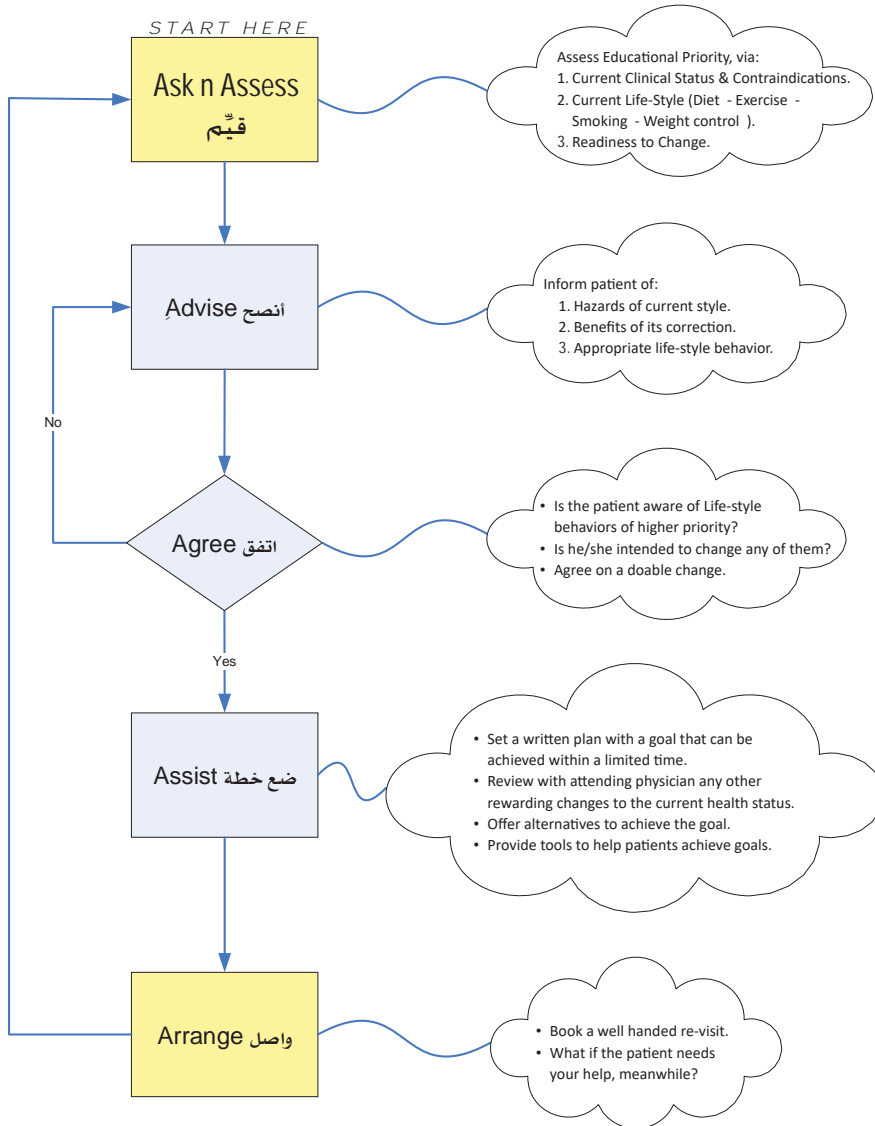 START HERE
Ask n Assess
قيِّم
Assess Educational Priority, via:
1. Current Clinical Status & Contraindications.
2. Current Life-Style (Diet - Exercise -
Smoking - Weight control ).
3. Readiness to Change.
Advise أنصحِ
Inform patient of:
1. Hazards of current style.
2. Benefits of its correction.
3. Appropriate life-style behavior.
No
Agree اتفق
• Is the patient aware of Life-style
behaviors of higher priority?
• Is he/she intended to change any of them?
• Agree on a doable change.
Yes
Assist ضع خطة
• Set a written plan with a goal that can be
achieved within a limited time.
• Review with attending physician any other
rewarding changes to the current health status.
• Offer alternatives to achieve the goal.
• Provide tools to help patients achieve goals.
Arrange واصل
• Book a well handed re-visit.
• What if the patient needs
your help, meanwhile?